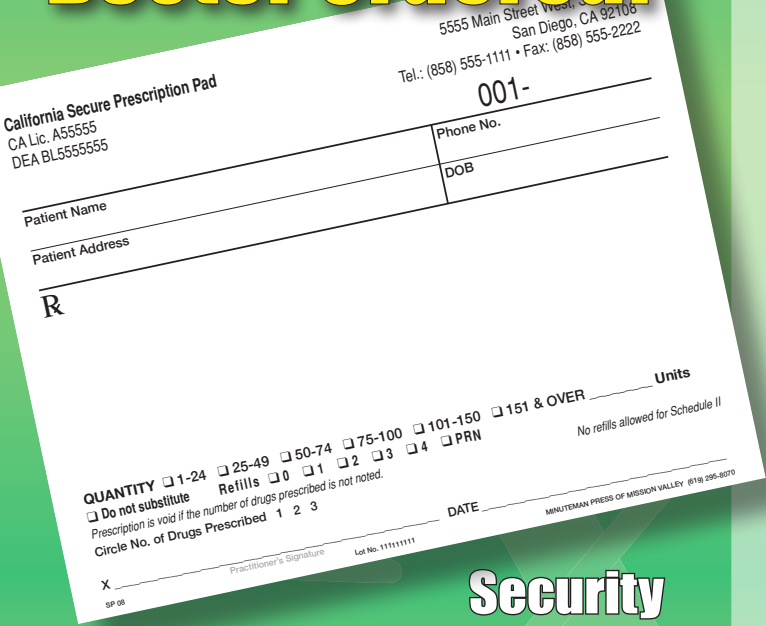 5555 Main Street West,
San Diego, CA 92108
Tel.: (858) 555-1111 • Fax: (858) 555-2222
California Secure Prescription Pad
CA Lic. A55555
DEA BL5555555
001-
Patient Name
Phone No.
Patient Address
DOB
℞
QUANTITY ❑ 1-24 ❑ 25-49 ❑ 50-74 ❑ 75-100 ❑ 101-150 ❑ 151 & OVER ________ Units
❑ Do not substitute Refills ❑ 0 ❑ 1 ❑ 2 ❑ 3 ❑ 4 ❑ PRN
No refills allowed for Schedule II
Prescription is void if the number of drugs prescribed is not noted.
Circle No. of Drugs Prescribed 1 2 3
X ________ DATE ________
Practitioner's Signature
Lot No. 111111111
MINUTEMAN PRESS OF MISSION VALLEY (619) 295-8070
SP 08
Security